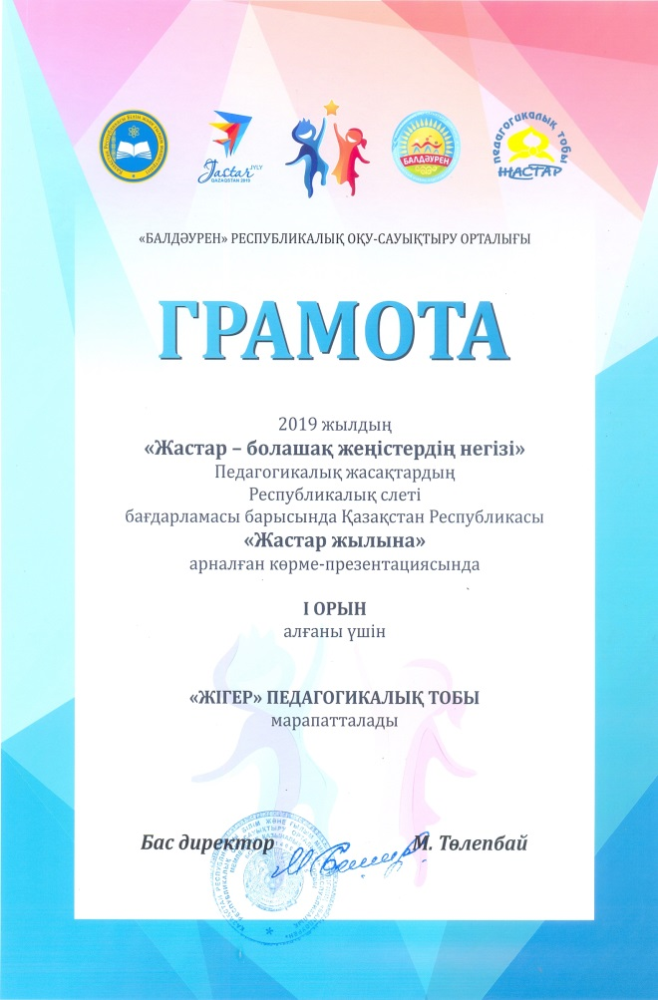 Jastar JYLY
QAZAQSTAN 2019
БАЛДӘУРЕН
педагогикалық тобы
ЖАСТАР
«БАЛДӘУРЕН» РЕСПУБЛИКАЛЫҚ ОҚУ-САУЫҚТЫРУ ОРТАЛЫҒЫ
ГРАМОТА
2019 жылдың
«Жастар – болашақ жеңістердің негізі»
Педагогикалық жасақтардың
Республикалық слеті
бағдарламасы барысында Қазақстан Республикасы
«Жастар жылына»
арналған көрме-презентациясында
І ОРЫН
алғаны үшін
«ЖІГЕР» ПЕДАГОГИКАЛЫҚ ТОБЫ
марапатталады
Бас директор М. Төлепбай